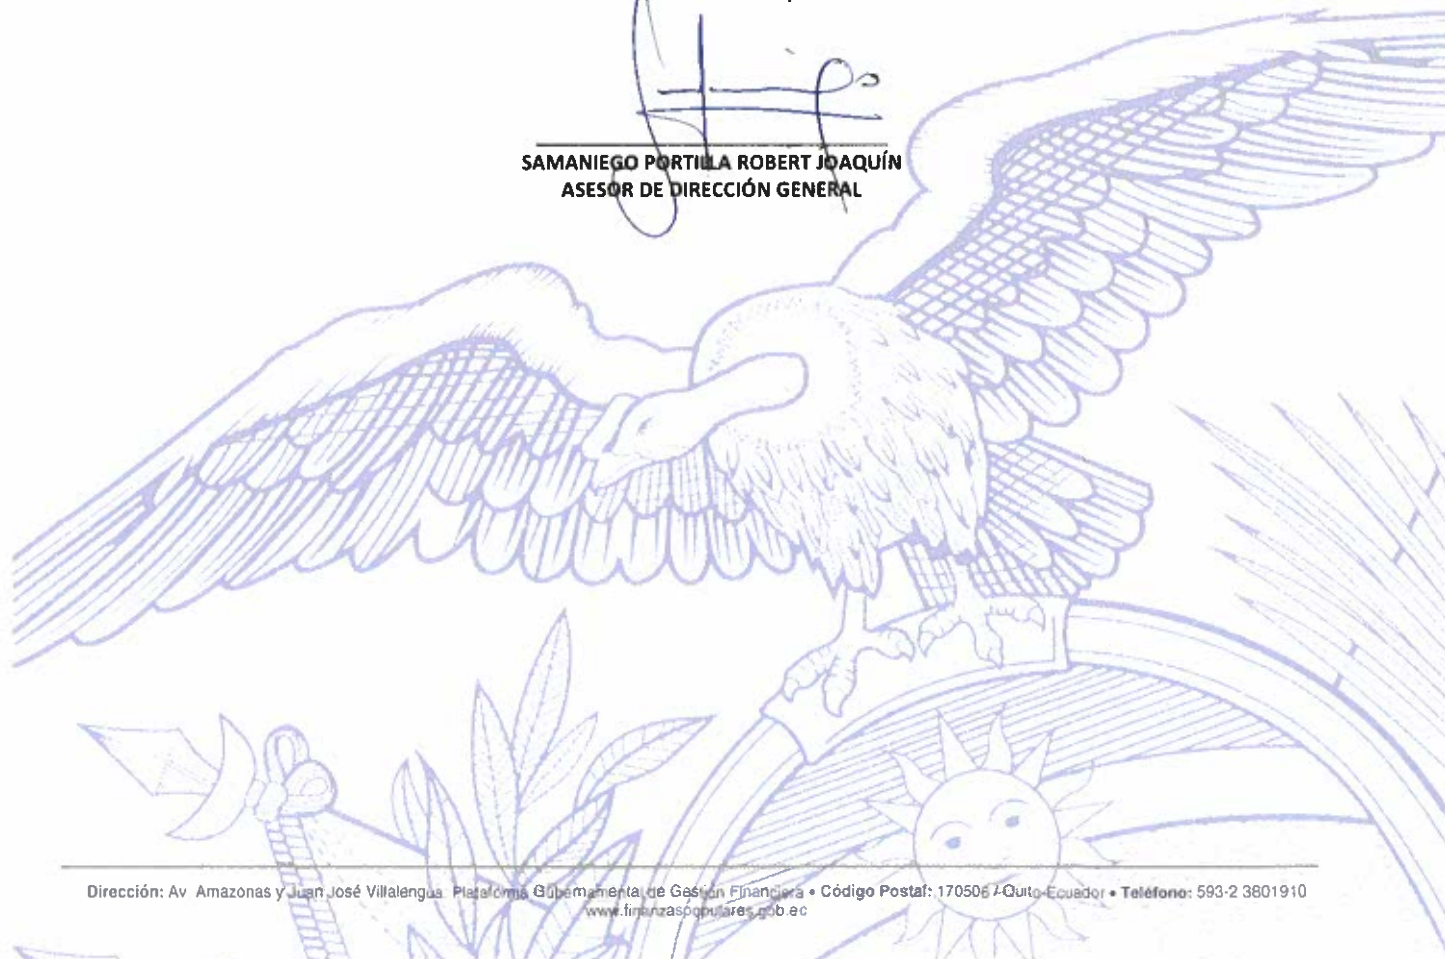 SAMANIEGO PORTILLA ROBERT JOAQUÍN
ASESOR DE DIRECCIÓN GENERAL
Dirección: Av Amazonas y Juan José Villalengua. Plataforma Gubernamental de Gestión Financiera • Código Postal: 170506 / Quito-Ecuador • Teléfono: 593-2 3801910
www.finanzaspopulares.gob.ec